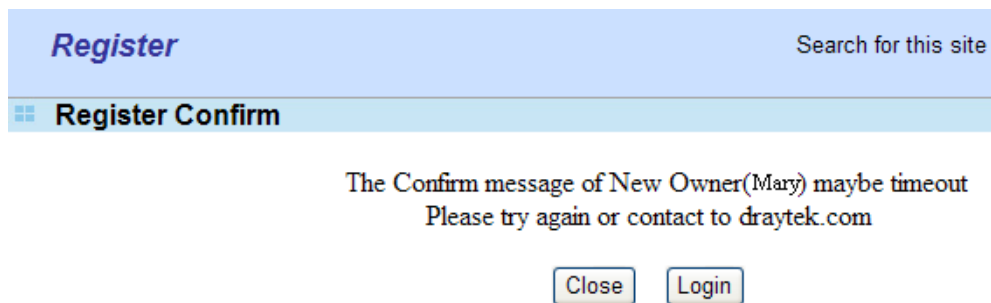 Register
Search for this site
Register Confirm
The Confirm message of New Owner(Mary) maybe timeout
Please try again or contact to draytek.com
Close Login